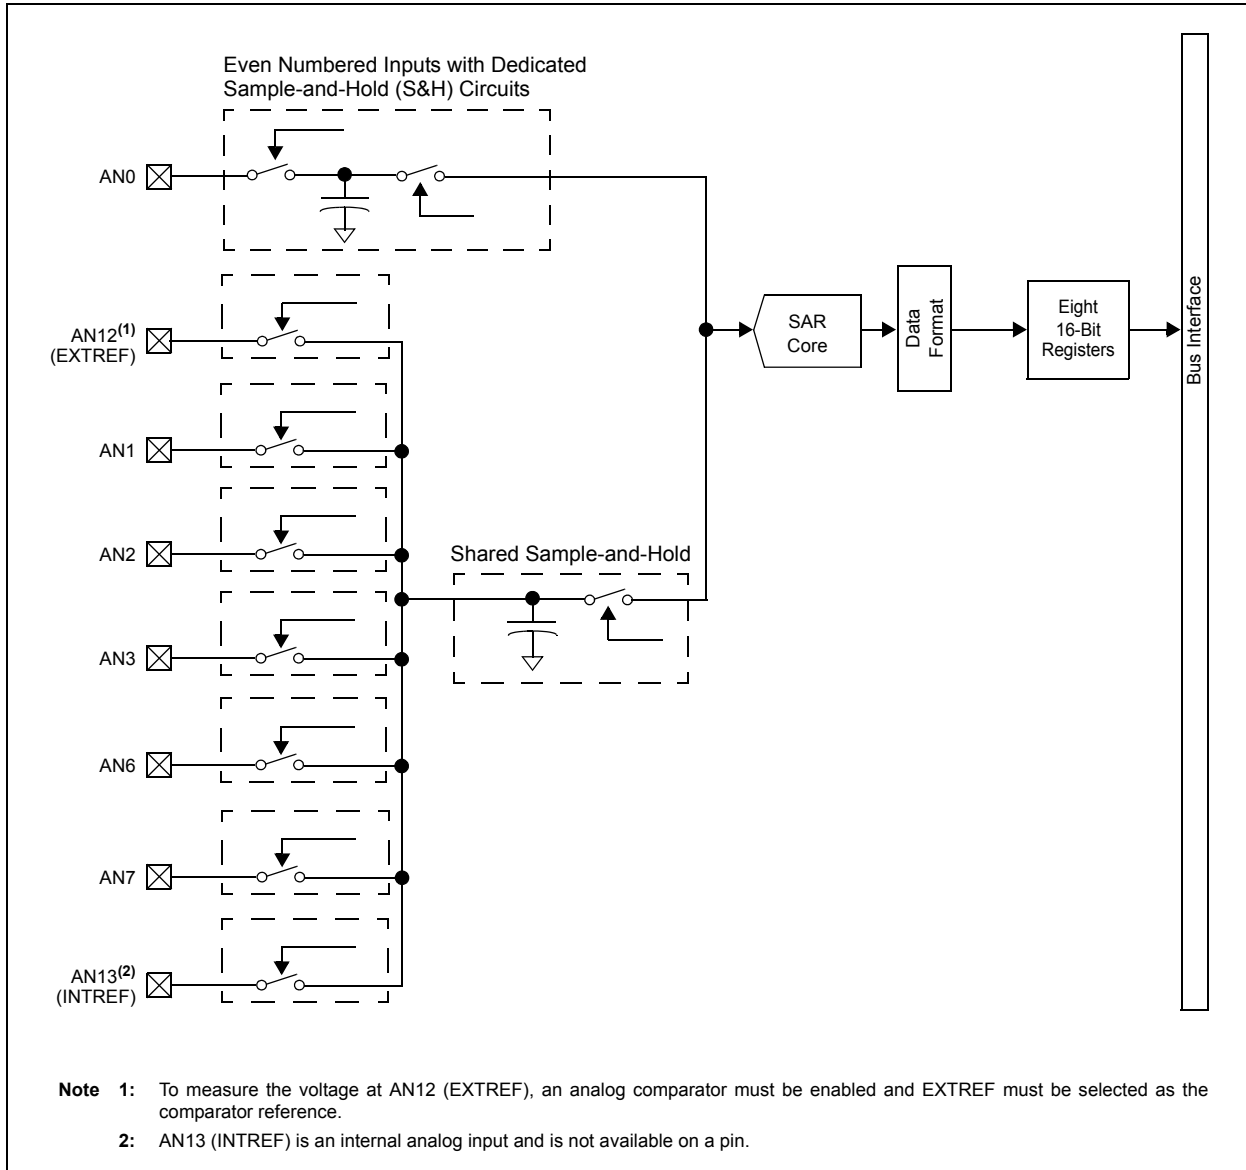 Even Numbered Inputs with Dedicated
Sample-and-Hold (S&H) Circuits
AN0
AN12(1)
(EXTREF)
AN1
AN2
AN3
AN6
AN7
AN13(2)
(INTREF)
Shared Sample-and-Hold
SAR
Core
Data
Format
Eight
16-Bit
Registers
Bus Interface
Note 1: To measure the voltage at AN12 (EXTREF), an analog comparator must be enabled and EXTREF must be selected as the
comparator reference.
2: AN13 (INTREF) is an internal analog input and is not available on a pin.